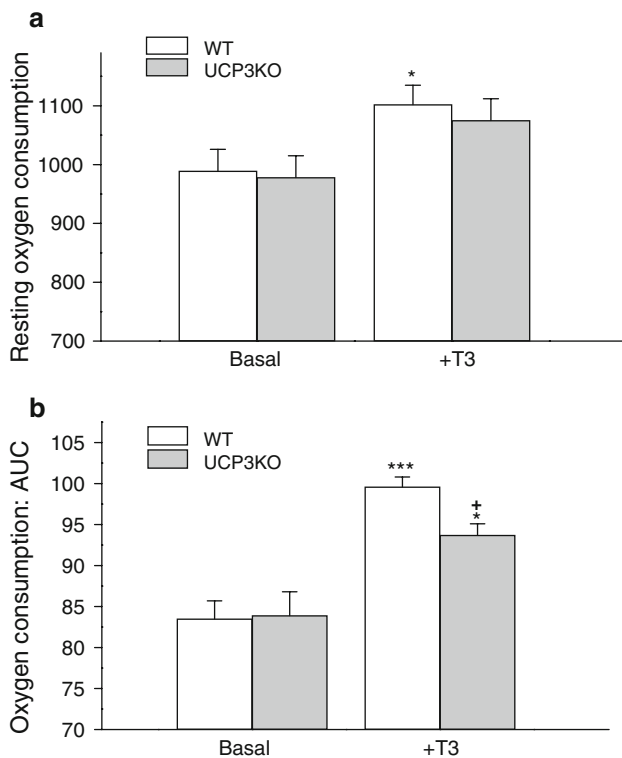 a
WT
UCP3KO
Resting oxygen consumption
1100
1000
900
800
700
*
Basal
+T3
b
WT
UCP3KO
Oxygen consumption: AUC
105
100
95
90
85
80
75
70
***
+
*
Basal
+T3